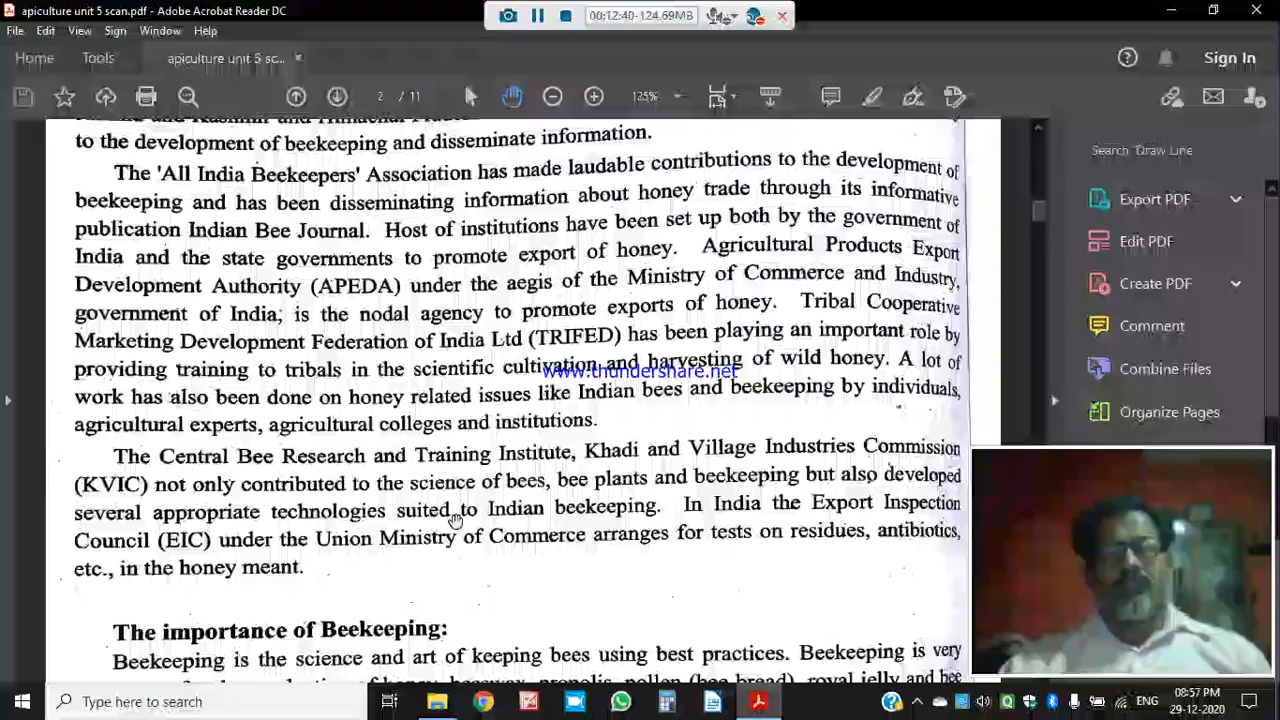 apiculture unit 5 scan.pdf - Adobe Acrobat Reader DC
00:12:40-124.69MB
File Edit View Sign Window Help
Home Tools apiculture unit 5 sc... Sign In
2 / 11 125%
to the development of beekeeping and disseminate information.
The 'All India Beekeepers' Association has made laudable contributions to the development of
beekeeping and has been disseminating information about honey trade through its informative
publication Indian Bee Journal. Host of institutions have been set up both by the government of
India and the state governments to promote export of honey. Agricultural Products Export
Development Authority (APEDA) under the aegis of the Ministry of Commerce and Industry,
government of India, is the nodal agency to promote exports of honey. Tribal Cooperative
Marketing Development Federation of India Ltd (TRIFED) has been playing an important role by
providing training to tribals in the scientific cultivation and harvesting of wild honey. A lot of
www.thundershare.net
work has also been done on honey related issues like Indian bees and beekeeping by individuals,
agricultural experts, agricultural colleges and institutions.
The Central Bee Research and Training Institute, Khadi and Village Industries Commission
(KVIC) not only contributed to the science of bees, bee plants and beekeeping but also developed
several appropriate technologies suited to Indian beekeeping. In India the Export Inspection
Council (EIC) under the Union Ministry of Commerce arranges for tests on residues, antibiotics,
etc., in the honey meant.
The importance of Beekeeping:
Beekeeping is the science and art of keeping bees using best practices. Beekeeping is very
Search 'Draw Line
Export PDF
Edit PDF
Create PDF
Comment
Combine Files
Organize Pages
Type here to search
ENG
08:57 PM
29-12-2020